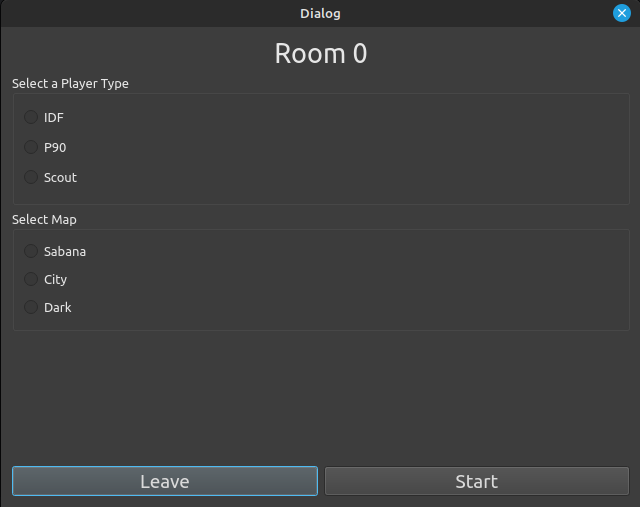 Dialog
Room 0
Select a Player Type
IDF
P90
Scout
Select Map
Sabana
City
Dark
Leave
Start